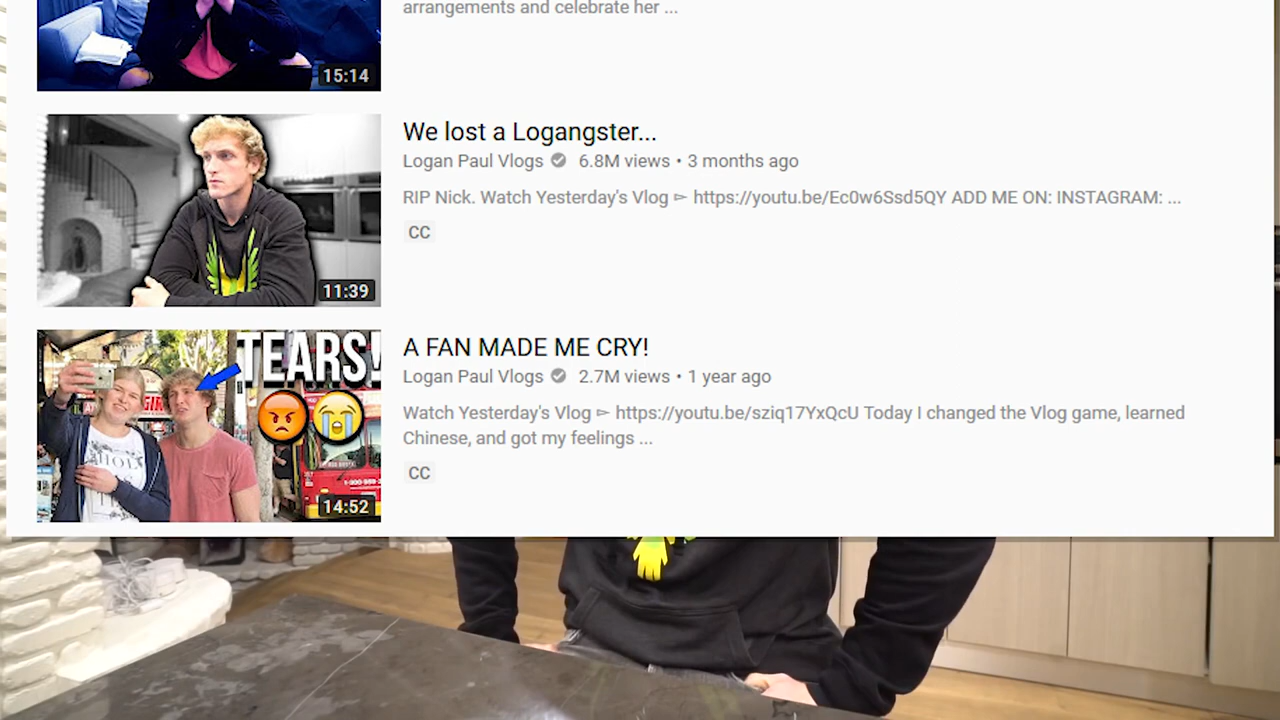 arrangements and celebrate her ...
15:14
We lost a Logangster...
Logan Paul Vlogs 6.8M views • 3 months ago
RIP Nick. Watch Yesterday's Vlog ► https://youtu.be/Ec0w6Ssd5QY ADD ME ON: INSTAGRAM: ...
CC
11:39
A FAN MADE ME CRY!
Logan Paul Vlogs 2.7M views • 1 year ago
Watch Yesterday's Vlog ► https://youtu.be/sziq17YxQcU Today I changed the Vlog game, learned
Chinese, and got my feelings ...
CC
TEARS!
14:52